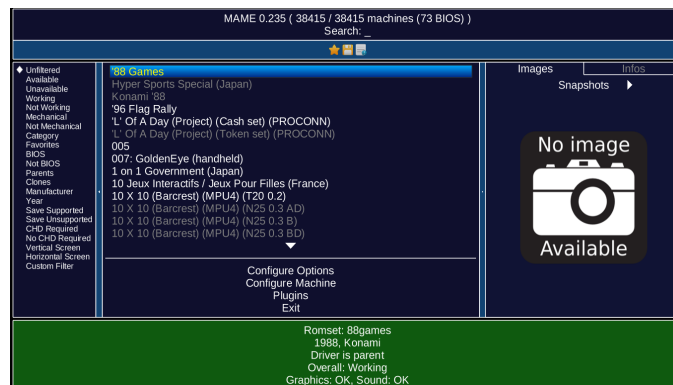 MAME 0.235 ( 38415 / 38415 machines (73 BIOS) )
Search: _
Unfiltered
Available
Unavailable
Working
Not Working
Mechanical
Not Mechanical
Category
Favorites
BIOS
Not BIOS
Parents
Clones
Manufacturer
Year
Save Supported
Save Unsupported
CHD Required
No CHD Required
Vertical Screen
Horizontal Screen
Custom Filter
'88 Games
Hyper Sports Special (Japan)
Konami '88
'96 Flag Rally
'L' Of A Day (Project) (Cash set) (PROCONN)
'L' Of A Day (Project) (Token set) (PROCONN)
005
007: GoldenEye (handheld)
1 on 1 Government (Japan)
10 Jeux Interactifs / Jeux Pour Filles (France)
10 X 10 (Barcrest) (MPU4) (T20 0.2)
10 X 10 (Barcrest) (MPU4) (N25 0.3 AD)
10 X 10 (Barcrest) (MPU4) (N25 0.3 B)
10 X 10 (Barcrest) (MPU4) (N25 0.3 BD)
Configure Options
Configure Machine
Plugins
Exit
Images Infos
Snapshots
No image
Available
Romset: 88games
1988, Konami
Driver is parent
Overall: Working
Graphics: OK, Sound: OK